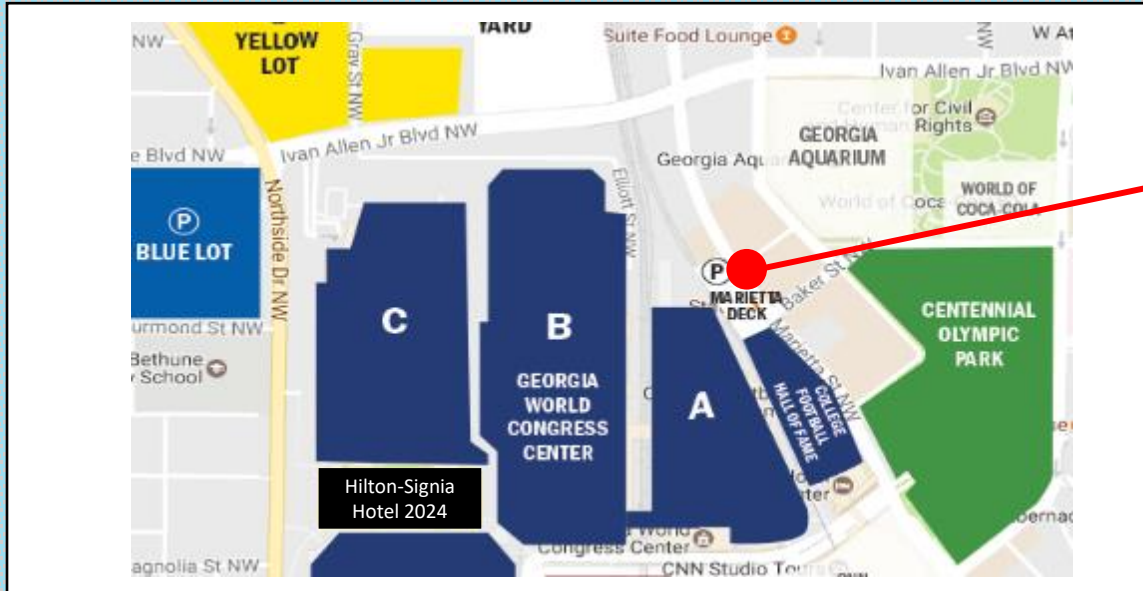 NW
YELLOW
LOT
Gray St NW
YARD
Suite Food Lounge
NW
W At
Ivan Allen Jr Blvd NW
Center for Civil
and Human Rights
GEORGIA
AQUARIUM
Georgia Aqua
World of Coca
WORLD OF
COCA-COLA
e Blvd NW
Ivan Allen Jr Blvd NW
Northside Dr NW
Elliott St NW
P
BLUE LOT
P
MARIETTA
DECK
Baker St NW
Marietta St NW
CENTENNIAL
OLYMPIC
PARK
urmond St NW
Bethune
School
C
B
GEORGIA
WORLD
CONGRESS
CENTER
A
COLLEGE
FOOTBALL
HALL OF FAME
Hilton-Signia
Hotel 2024
World
Congress Center
CNN Studio Tours
agnolia St NW